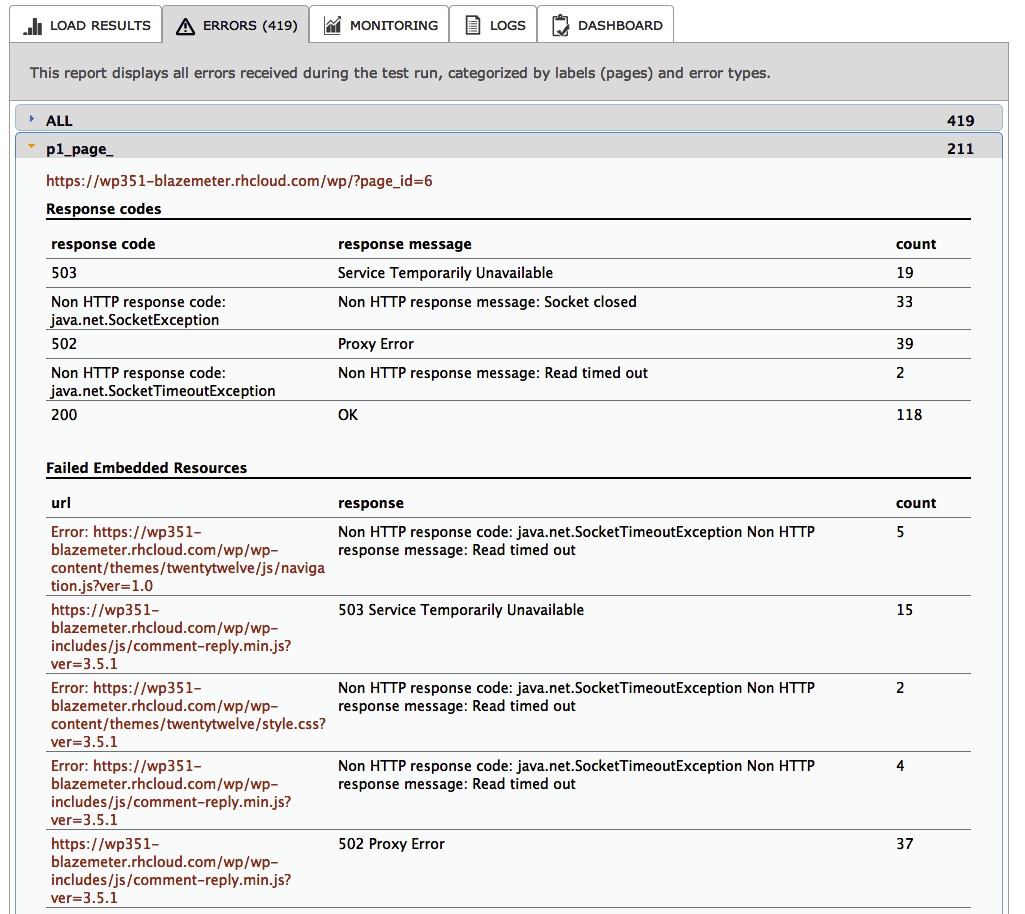 LOAD RESULTS ERRORS (419) MONITORING LOGS DASHBOARD
This report displays all errors received during the test run, categorized by labels (pages) and error types.
ALL 419
p1_page_ 211
https://wp351-blazemeter.rhcloud.com/wp/?page_id=6
Response codes
response code response message count
503 Service Temporarily Unavailable 19
Non HTTP response code: Non HTTP response message: Socket closed 33
java.net.SocketException
502 Proxy Error 39
Non HTTP response code: Non HTTP response message: Read timed out 2
java.net.SocketTimeoutException
200 OK 118
Failed Embedded Resources
url response count
Error: https://wp351- Non HTTP response code: java.net.SocketTimeoutException Non HTTP 5
blazemeter.rhcloud.com/wp/wp- response message: Read timed out
content/themes/twentytwelve/js/naviga
tion.js?ver=1.0
https://wp351- 503 Service Temporarily Unavailable 15
blazemeter.rhcloud.com/wp/wp-
includes/js/comment-reply.min.js?
ver=3.5.1
Error: https://wp351- Non HTTP response code: java.net.SocketTimeoutException Non HTTP 2
blazemeter.rhcloud.com/wp/wp- response message: Read timed out
content/themes/twentytwelve/style.css?
ver=3.5.1
Error: https://wp351- Non HTTP response code: java.net.SocketTimeoutException Non HTTP 4
blazemeter.rhcloud.com/wp/wp- response message: Read timed out
includes/js/comment-reply.min.js?
ver=3.5.1
https://wp351- 502 Proxy Error 37
blazemeter.rhcloud.com/wp/wp-
includes/js/comment-reply.min.js?
ver=3.5.1